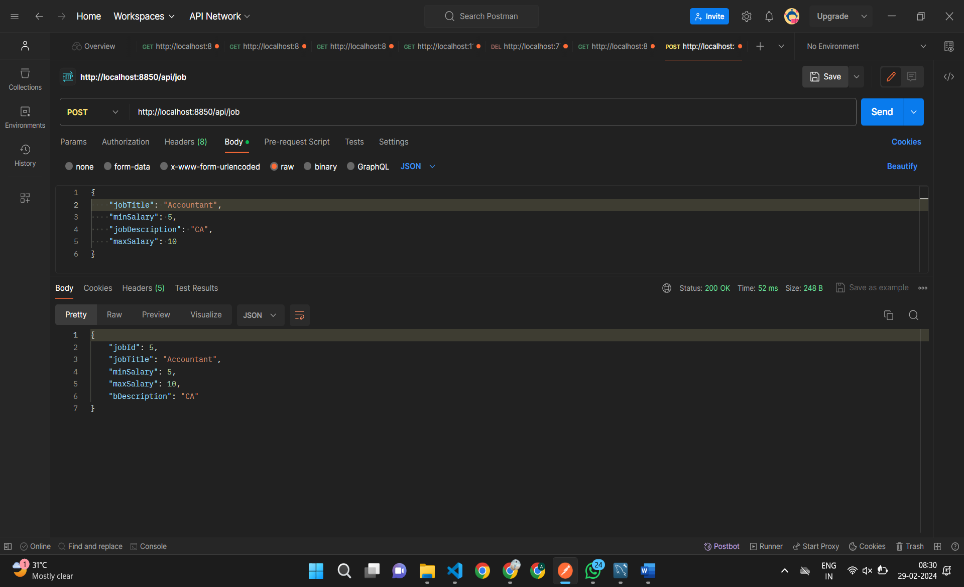 Home Workspaces API Network Search Postman Invite Upgrade
Overview GET http://localhost:8 GET http://localhost:8 GET http://localhost:8 GET http://localhost:1 DEL http://localhost:7 GET http://localhost:8 POST http://localhost: No Environment
http://localhost:8850/api/job Save
Collections
POST http://localhost:8850/api/job Send
Environments
Params Authorization Headers (8) Body Pre-request Script Tests Settings Cookies
History
none form-data x-www-form-urlencoded raw binary GraphQL JSON Beautify
1 {
2 "jobTitle": "Accountant",
3 "minSalary": 5,
4 "jobDescription": "CA",
5 "maxSalary": 10
6 }
Body Cookies Headers (5) Test Results Status: 200 OK Time: 52 ms Size: 248 B Save as example
Pretty Raw Preview Visualize JSON
1 {
2 "jobId": 5,
3 "jobTitle": "Accountant",
4 "minSalary": 5,
5 "maxSalary": 10,
6 "bDescription": "CA"
7 }
Online Find and replace Console Postbot Runner Start Proxy Cookies Trash
1 31°C
Mostly clear
24
ENG
IN
08:30
29-02-2024